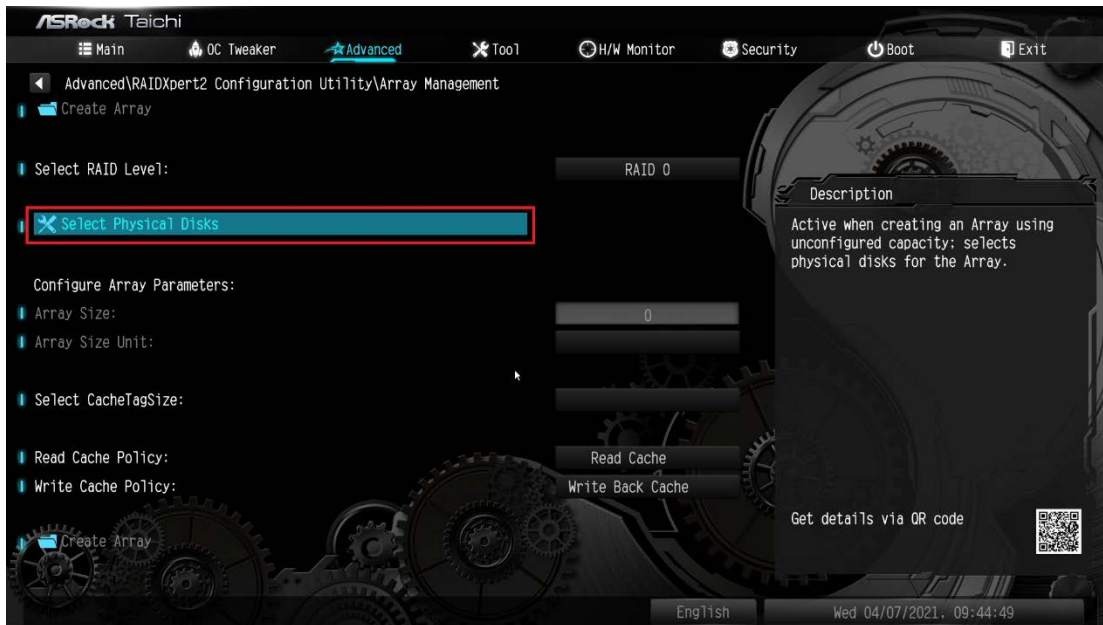 ASRock Taichi
Main OC Tweaker Advanced Tool H/W Monitor Security Boot Exit
Advanced\RAIDXpert2 Configuration Utility\Array Management
Create Array
Select RAID Level: RAID 0
Select Physical Disks
Configure Array Parameters:
Array Size: 0
Array Size Unit:
Select CacheTagSize:
Read Cache Policy: Read Cache
Write Cache Policy: Write Back Cache
Create Array
Description
Active when creating an Array using
unconfigured capacity; selects
physical disks for the Array.
Get details via QR code
English Wed 04/07/2021, 09:44:49